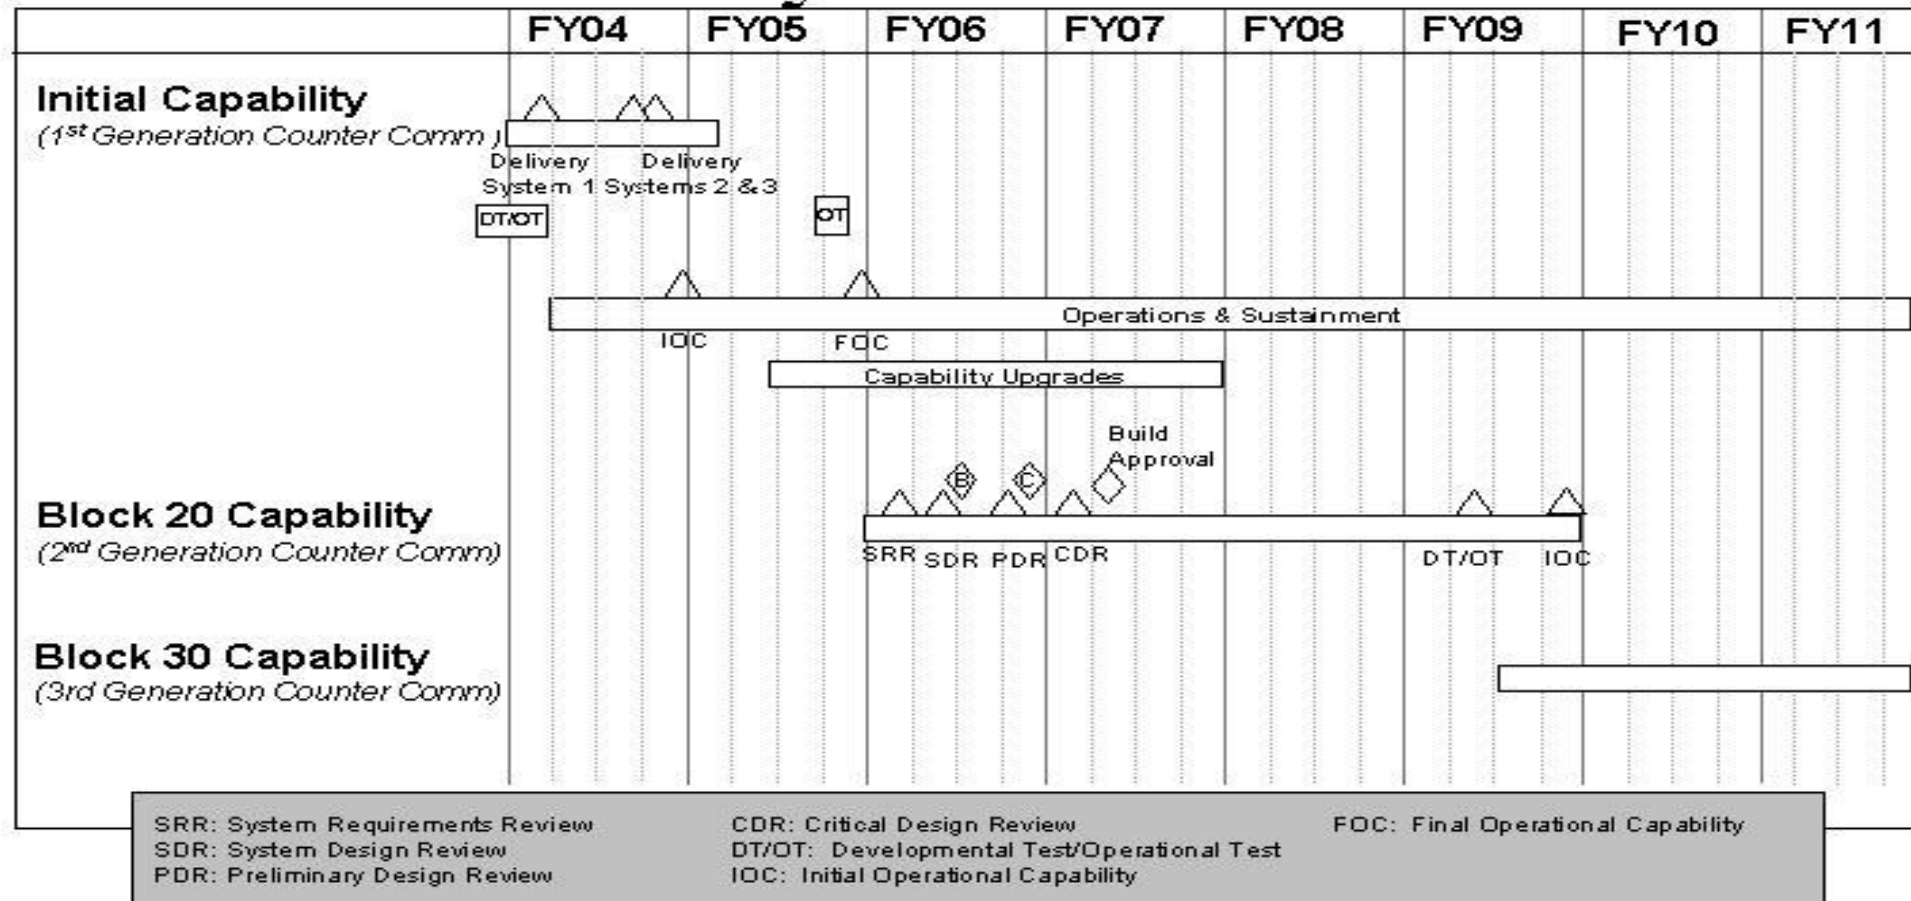 FY04 FY05 FY06 FY07 FY08 FY09 FY10 FY11
Initial Capability
(1st Generation Counter Comm)
Delivery System 1
Delivery Systems 2 & 3
DT/OT
OT
Operations & Sustainment
IOC
FOC
Capability Upgrades
Build
Approval
B
C
Block 20 Capability
(2nd Generation Counter Comm)
SRR SDR PDR CDR DT/OT IOC
Block 30 Capability
(3rd Generation Counter Comm)
SRR: System Requirements Review
SDR: System Design Review
PDR: Preliminary Design Review
CDR: Critical Design Review
DT/OT: Developmental Test/Operational Test
IOC: Initial Operational Capability
FOC: Final Operational Capability